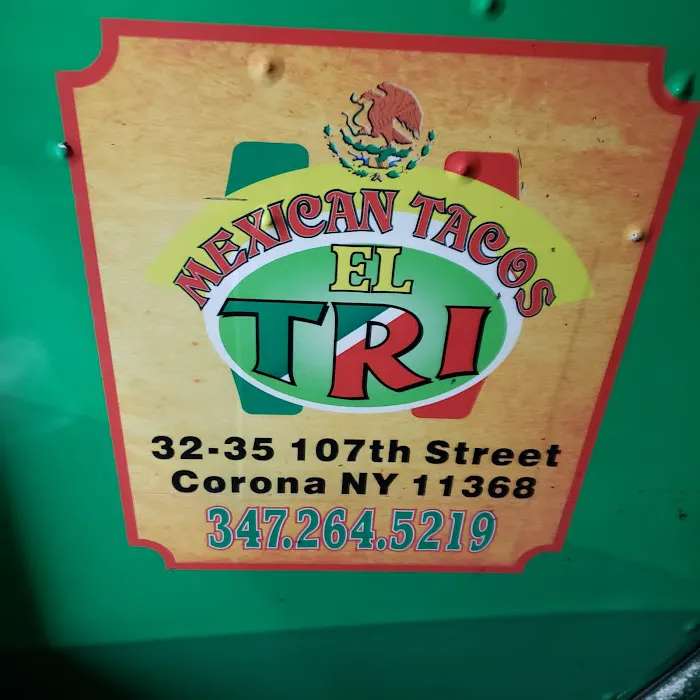 MEXICAN TACOS
EL
TRI
32-35 107th Street
Corona NY 11368
347.264.5219